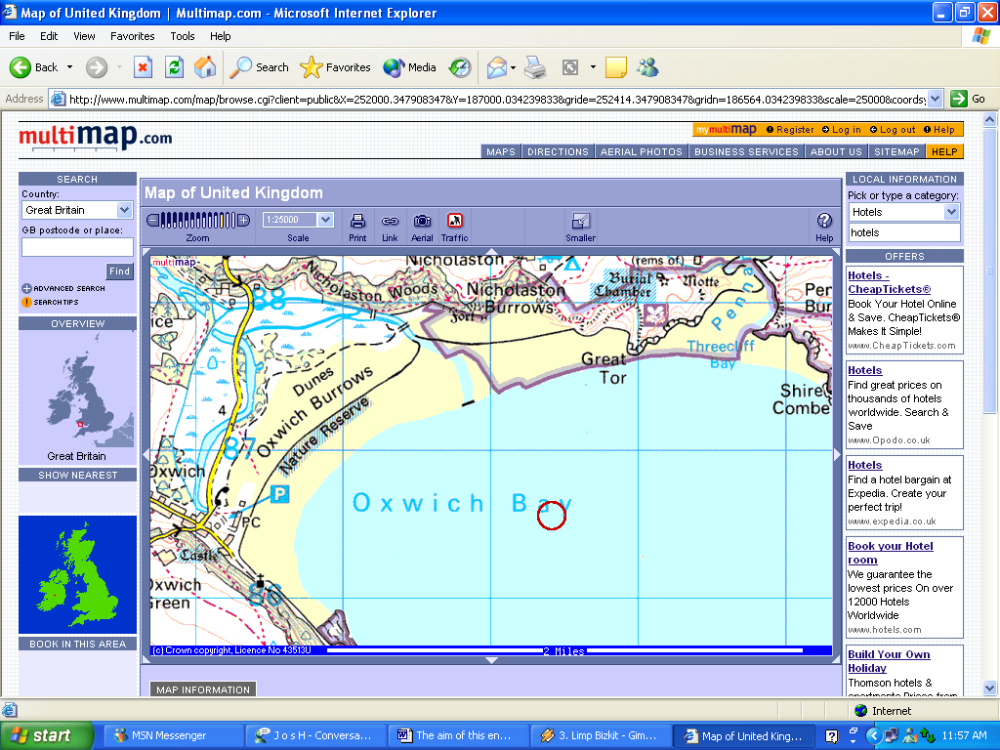 Map of United Kingdom | Multimap.com - Microsoft Internet Explorer
File Edit View Favorites Tools Help
Back Search Favorites Media
Address http://www.multimap.com/map/browse.cgi?client=public&X=252000.347908347&Y=187000.034239833&gride=252414.347908347&gridn=186564.034239833&scale=25000&coordsy Go
multimap.com
mymultimap Register Log in Log out Help
MAPS DIRECTIONS AERIAL PHOTOS BUSINESS SERVICES ABOUT US SITEMAP HELP
SEARCH
Country:
Great Britain
GB postcode or place:
Find
ADVANCED SEARCH
SEARCH TIPS
OVERVIEW
Great Britain
SHOW NEAREST
BOOK IN THIS AREA
Map of United Kingdom
1:25000
Zoom Scale Print Link Aerial Traffic Smaller Help
multimap
Nicholaston
(rems of)
Nicholaston Woods
Nicholaston
Burrows
Fort
Burial
Chamber
Motte
Penna
Pen
Bur
88
ice
Threecliff
Bay
Great
Tor
Shire
Combe
Dunes
Oxwich Burrows
Nature Reserve
4
87
Oxwich
P
PC
Oxwich Bay
Castle
Oxwich
Green
86
(c) Crown copyright, Licence No 43513U
2 Miles
MAP INFORMATION
LOCAL INFORMATION
Pick or type a category:
Hotels
hotels
OFFERS
Hotels -
CheapTickets®
Book Your Hotel Online
& Save. CheapTickets®
Makes It Simple!
www.CheapTickets.com
Hotels
Find great prices on
thousands of hotels
worldwide. Search &
Save
www.Opodo.co.uk
Hotels
Find a hotel bargain at
Expedia. Create your
perfect trip!
www.expedia.co.uk
Book your Hotel
room
We guarantee the
lowest prices On over
12000 Hotels
Worldwide
www.hotels.com
Build Your Own
Holiday
Thomson hotels &
apartments Prices from
Internet
start
MSN Messenger
J o s H - Conversa...
The aim of this en...
3. Limp Bizkit - Gim...
Map of United King...
11:57 AM